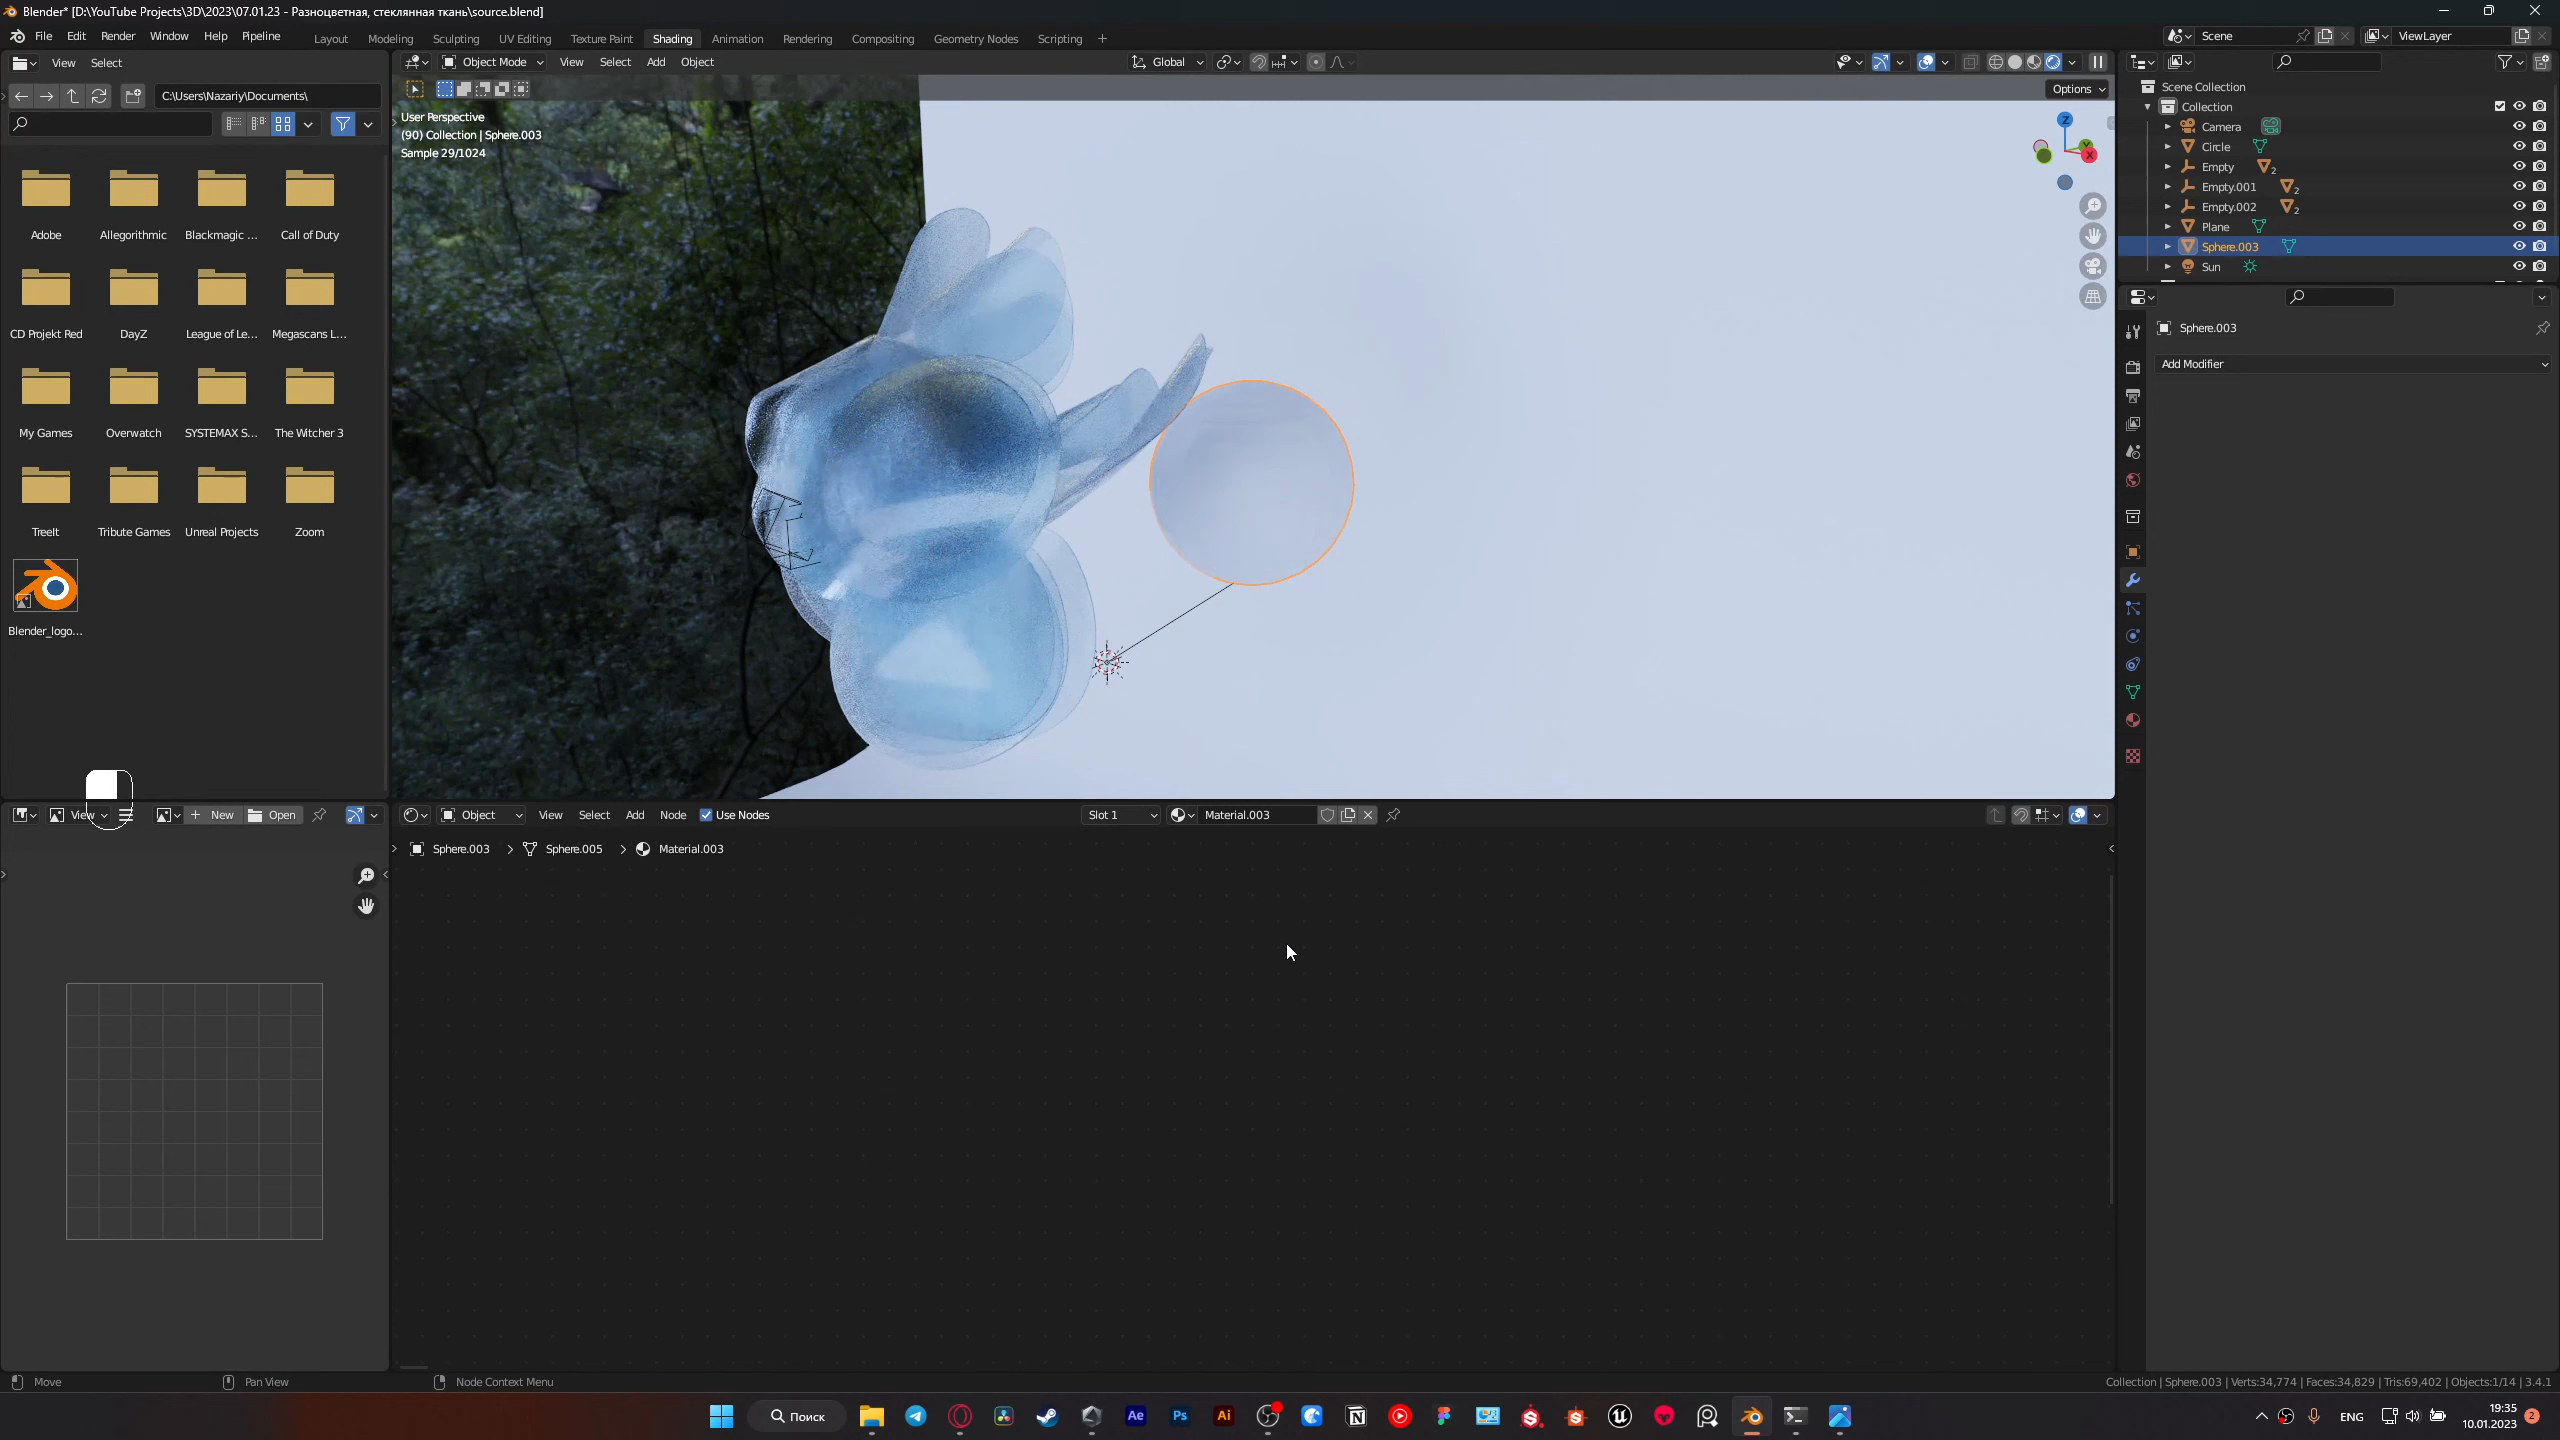 Blender* [D:\YouTube Projects\3D\2023\07.01.23 - Разноцветная, стеклянная ткань\source.blend]
File Edit Render Window Help Pipeline Layout Modeling Sculpting UV Editing Texture Paint Shading Animation Rendering Compositing Geometry Nodes Scripting + Scene ViewLayer
View Select Object Mode View Select Add Object Global
C:\Users\Nazariy\Documents\ Options
User Perspective
(90) Collection | Sphere.003
Sample 29/1024
Z
Y
X
Scene Collection
Collection
Camera
Circle
Empty 2
Empty.001 2
Empty.002 2
Plane
Sphere.003
Sun
Sphere.003
Add Modifier
Adobe Allegorithmic Blackmagic ... Call of Duty
CD Projekt Red DayZ League of Le... Megascans L...
My Games Overwatch SYSTEMAX S... The Witcher 3
TreeIt Tribute Games Unreal Projects Zoom
Blender_logo...
View New Open Object View Select Add Node Use Nodes Slot 1 Material.003
Sphere.003 > Sphere.005 > Material.003
Move Pan View Node Context Menu Collection | Sphere.003 | Verts:34,774 | Faces:34,829 | Tris:69,402 | Objects:1/14 | 3.4.1
Поиск Ae Ps Ai ENG 19:35
10.01.2023 2